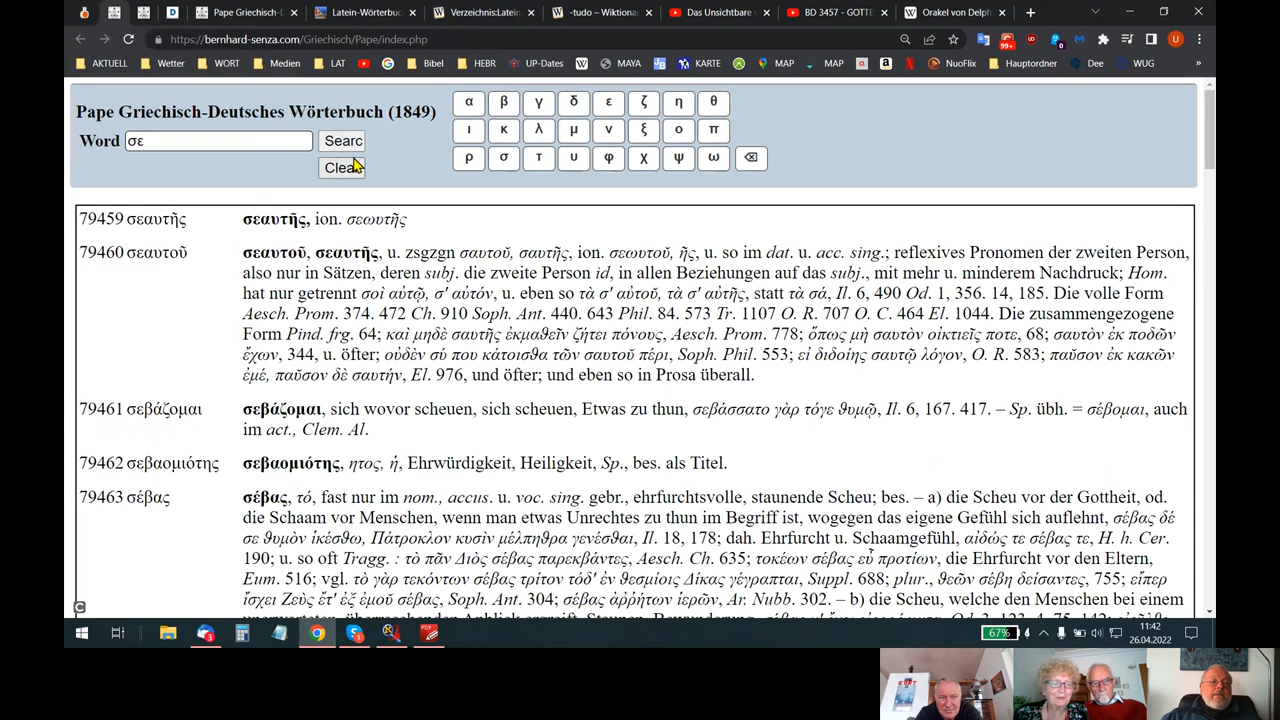 Pape Griechisch-D
Latein-Wörterbuc
Verzeichnis:Latein
-tudo – Wiktiona
Das Unsichtbare
BD 3457 - GOTTE
Orakel von Delph
https://bernhard-senza.com/Griechisch/Pape/index.php
U
99+
AKTUELL Wetter WORT Medien LAT Bibel HEBR UP-Dates MAYA KARTE MAP MAP NuoFlix Hauptordner Dee WUG
Pape Griechisch-Deutsches Wörterbuch (1849)
Word σε Searc
Clea
α β γ δ ε ζ η θ
ι κ λ μ ν ξ ο π
ρ σ τ υ φ χ ψ ω
79459 σεαυτῆς σεαυτῆς, ion. σεωυτῆς
79460 σεαυτοῦ σεαυτοῦ, σεαυτῆς, u. zsgzgn σαυτοῦ, σαυτῆς, ion. σεωυτοῦ, ῆς, u. so im dat. u. acc. sing.; reflexives Pronomen der zweiten Person,
also nur in Sätzen, deren subj. die zweite Person id, in allen Beziehungen auf das subj., mit mehr u. minderem Nachdruck; Hom.
hat nur getrennt σοὶ αὐτῷ, σ' αὐτόν, u. eben so τὰ σ' αὐτοῦ, τὰ σ' αὐτῆς, statt τὰ σά, Il. 6, 490 Od. 1, 356. 14, 185. Die volle Form
Aesch. Prom. 374. 472 Ch. 910 Soph. Ant. 440. 643 Phil. 84. 573 Tr. 1107 O. R. 707 O. C. 464 El. 1044. Die zusammengezogene
Form Pind. frg. 64; καὶ μηδὲ σαυτῆς ἐκμαθεῖν ζήτει πόνους, Aesch. Prom. 778; ὅπως μὴ σαυτὸν οἰκτιεῖς ποτε, 68; σαυτὸν ἐκ ποδῶν
ἔχων, 344, u. öfter; οὐδὲν σύ που κάτοισθα τῶν σαυτοῦ πέρι, Soph. Phil. 553; εἰ διδοίης σαυτῷ λόγον, O. R. 583; παῦσον ἐκ κακῶν
ἐμέ, παῦσον δὲ σαυτήν, El. 976, und öfter; und eben so in Prosa überall.
79461 σεβάζομαι σεβάζομαι, sich wovor scheuen, sich scheuen, Etwas zu thun, σεβάσσατο γὰρ τόγε θυμῷ, Il. 6, 167. 417. – Sp. übh. = σέβομαι, auch
im act., Clem. Al.
79462 σεβαομιότης σεβαομιότης, ητος, ἡ, Ehrwürdigkeit, Heiligkeit, Sp., bes. als Titel.
79463 σέβας σέβας, τό, fast nur im nom., accus. u. voc. sing. gebr., ehrfurchtsvolle, staunende Scheu; bes. – a) die Scheu vor der Gottheit, od.
die Schaam vor Menschen, wenn man etwas Unrechtes zu thun im Begriff ist, wogegen das eigene Gefühl sich auflehnt, σέβας δέ
σε θυμὸν ἱκέσθω, Πάτροκλον κυσὶν μέλπηθρα γενέσθαι, Il. 18, 178; dah. Ehrfurcht u. Schaamgefühl, αἰδώς τε σέβας τε, H. h. Cer.
190; u. so oft Tragg. : τὸ πᾶν Διὸς σέβας παρεκβάντες, Aesch. Ch. 635; τοκέων σέβας εὖ προτίων, die Ehrfurcht vor den Eltern,
Eum. 516; vgl. τὸ γὰρ τεκόντων σέβας τρίτον τόδ' ἐν θεσμίοις Δίκας γέγραπται, Suppl. 688; plur., θεῶν σέβη δείσαντες, 755; εἴπερ
ἴσχει Ζεὺς ἔτ' ἐξ ἐμοῦ σέβας, Soph. Ant. 304; σέβας ἀῤῥήτων ἱερῶν, Ar. Nubb. 302. – b) die Scheu, welche den Menschen bei einem
67%
11:42
26.04.2022